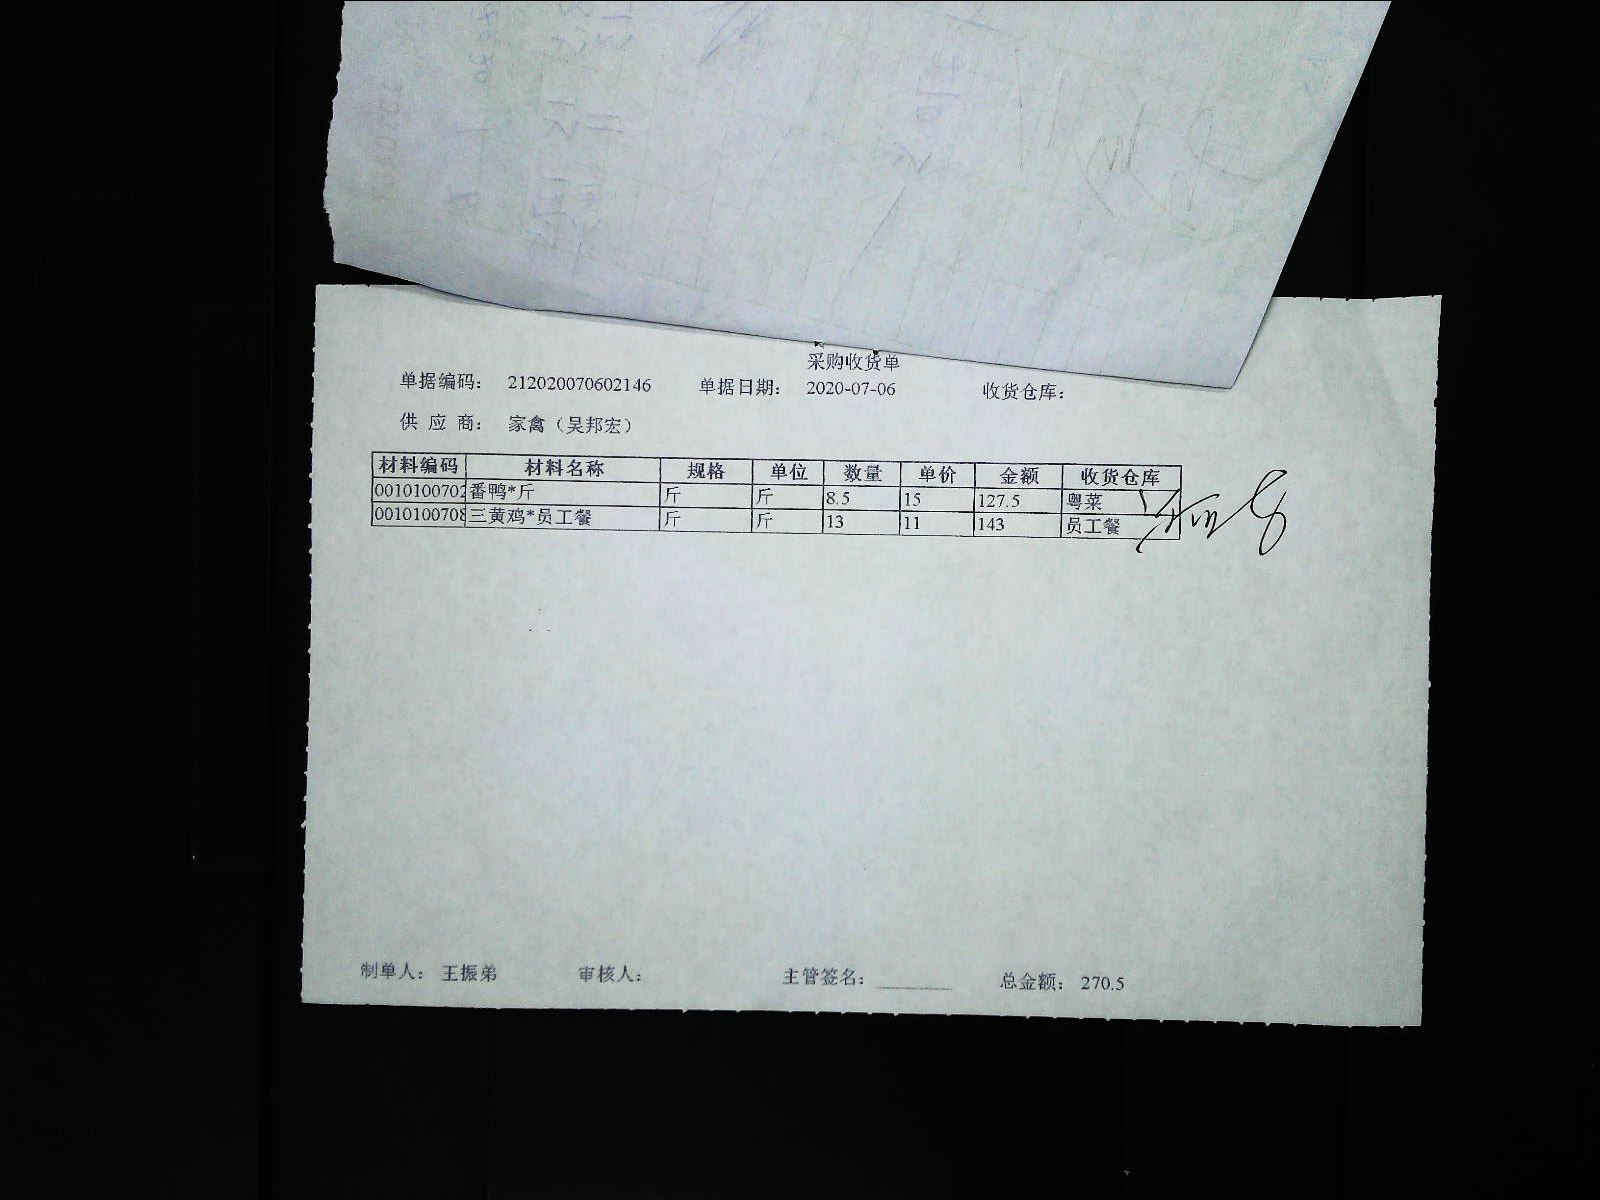 采购收货单
单据编码： 212020070602146 单据日期： 2020-07-06 收货仓库：
供 应 商： 家禽（吴邦宏）
材料编码 材料名称 规格 单位 数量 单价 金额 收货仓库
0010100702 番鸭*斤 斤 斤 8.5 15 127.5 粤菜
0010100708 三黄鸡*员工餐 斤 斤 13 11 143 员工餐
制单人： 王振弟 审核人： 主管签名： 总金额： 270.5